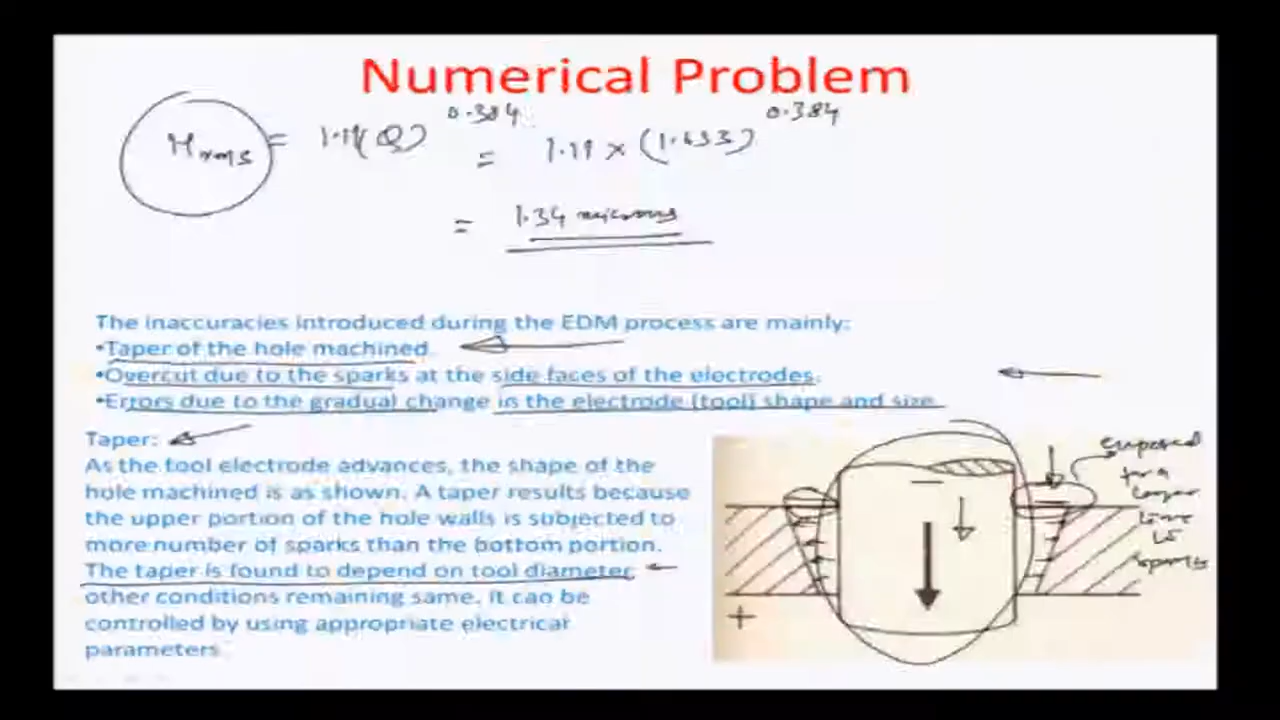 Numerical Problem
Hrms = 1.11(Q)^0.384 = 1.11 × (1.633)^0.384
= 1.34 microns
The inaccuracies introduced during the EDM process are mainly:
•Taper of the hole machined.
•Overcut due to the sparks at the side faces of the electrodes.
•Errors due to the gradual change in the electrode (tool) shape and size
Taper:
As the tool electrode advances, the shape of the
hole machined is as shown. A taper results because
the upper portion of the hole walls is subjected to
more number of sparks than the bottom portion.
The taper is found to depend on tool diameter
other conditions remaining same. It can be
controlled by using appropriate electrical
parameters
−
+
exposed
for a
longer
time
to
sparks